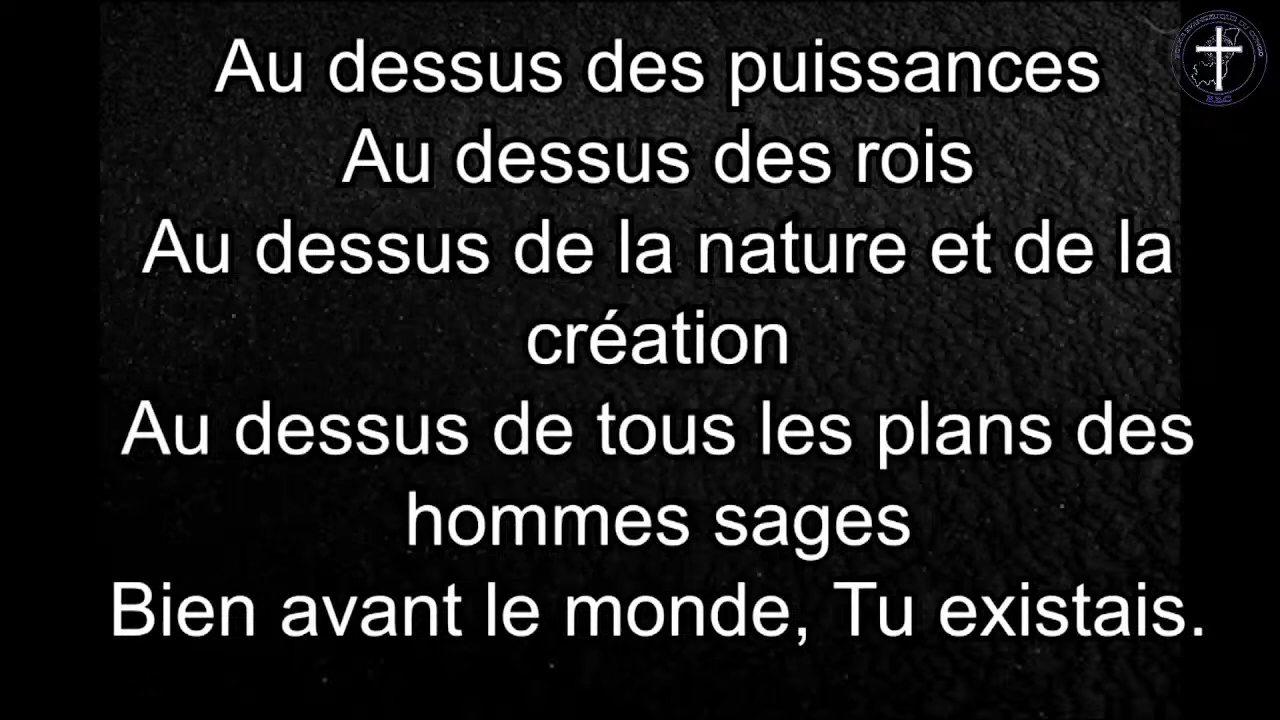 Au dessus des puissances
Au dessus des rois
Au dessus de la nature et de la
création
Au dessus de tous les plans des
hommes sages
Bien avant le monde, Tu existais.